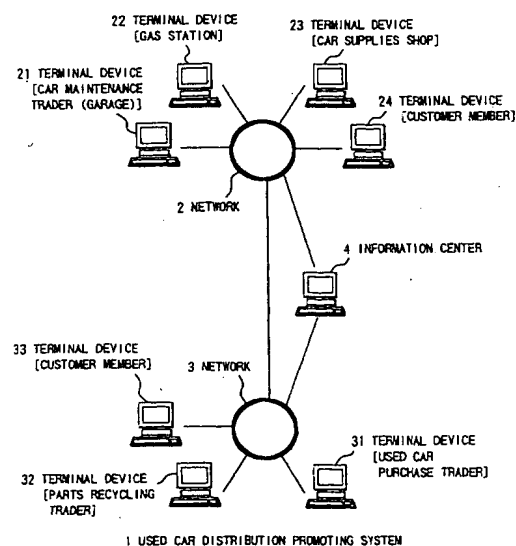 22 TERMINAL DEVICE
[GAS STATION]
23 TERMINAL DEVICE
[CAR SUPPLIES SHOP]
21 TERMINAL DEVICE
[CAR MAINTENANCE
TRADER (GARAGE)]
24 TERMINAL DEVICE
[CUSTOMER MEMBER]
2 NETWORK
4 INFORMATION CENTER
33 TERMINAL DEVICE
[CUSTOMER MEMBER]
3 NETWORK
32 TERMINAL DEVICE
[PARTS RECYCLING
TRADER]
31 TERMINAL DEVICE
[USED CAR
PURCHASE TRADER]
1 USED CAR DISTRIBUTION PROMOTING SYSTEM